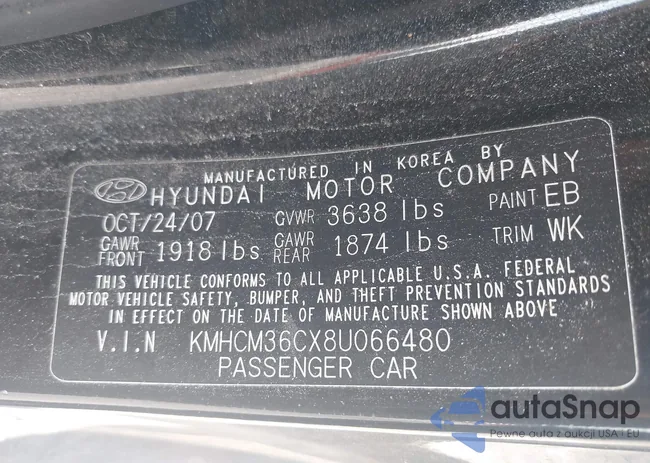 MANUFACTURED IN KOREA BY
HYUNDAI MOTOR COMPANY
OCT/24/07 GVWR 3638 lbs PAINT EB
GAWR FRONT 1918 lbs GAWR REAR 1874 lbs TRIM WK
THIS VEHICLE CONFORMS TO ALL APPLICABLE U.S.A. FEDERAL
MOTOR VEHICLE SAFETY, BUMPER, AND THEFT PREVENTION STANDARDS
IN EFFECT ON THE DATE OF MANUFACTURE SHOWN ABOVE
V.I.N KMHCM36CX8U066480
PASSENGER CAR
autaSnap
Pewne auta z aukcji USA i EU